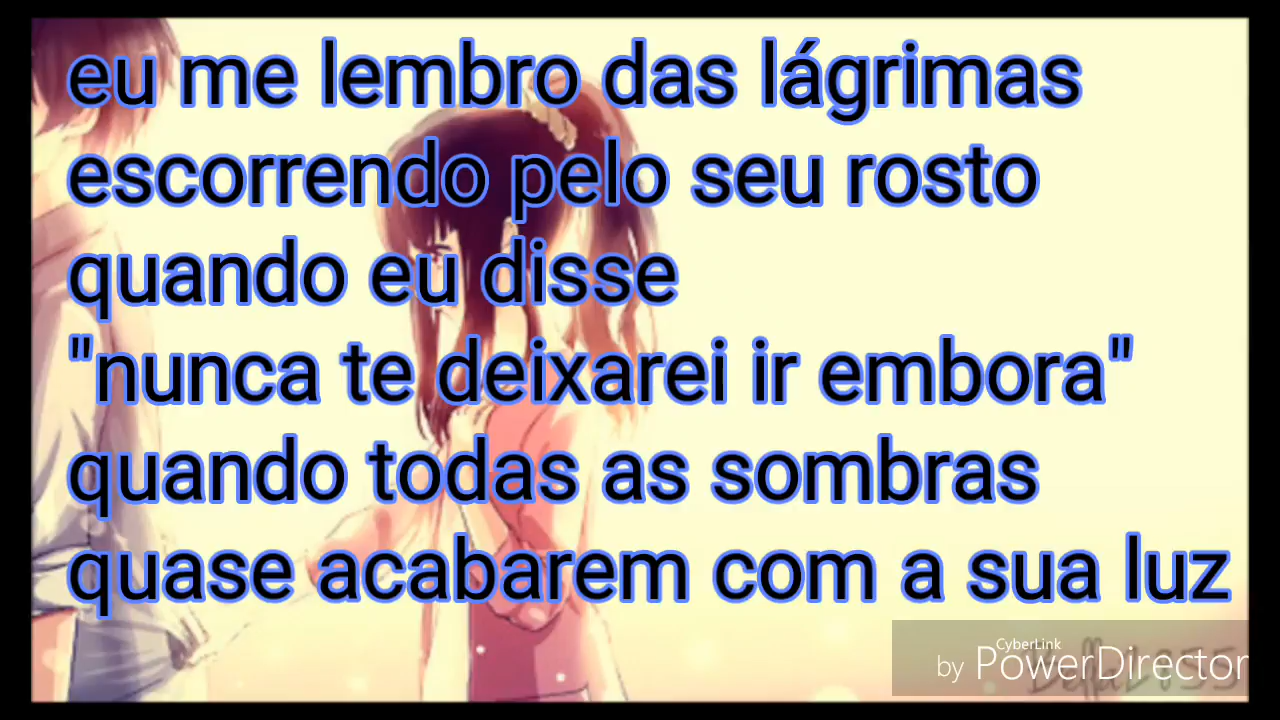 eu me lembro das lágrimas
escorrendo pelo seu rosto
quando eu disse
"nunca te deixarei ir embora"
quando todas as sombras
quase acabarem com a sua luz
CyberLink
by PowerDirector